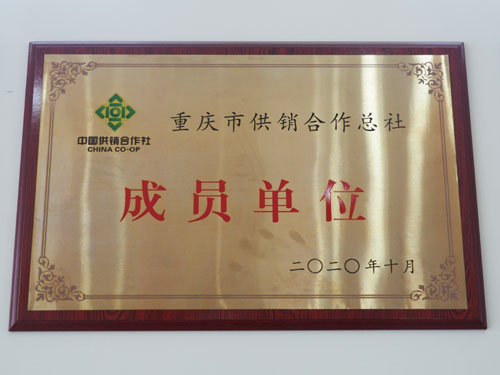 重庆市供销合作总社
中国供销合作社
CHINA CO-OP
成员单位
二〇二〇年十月